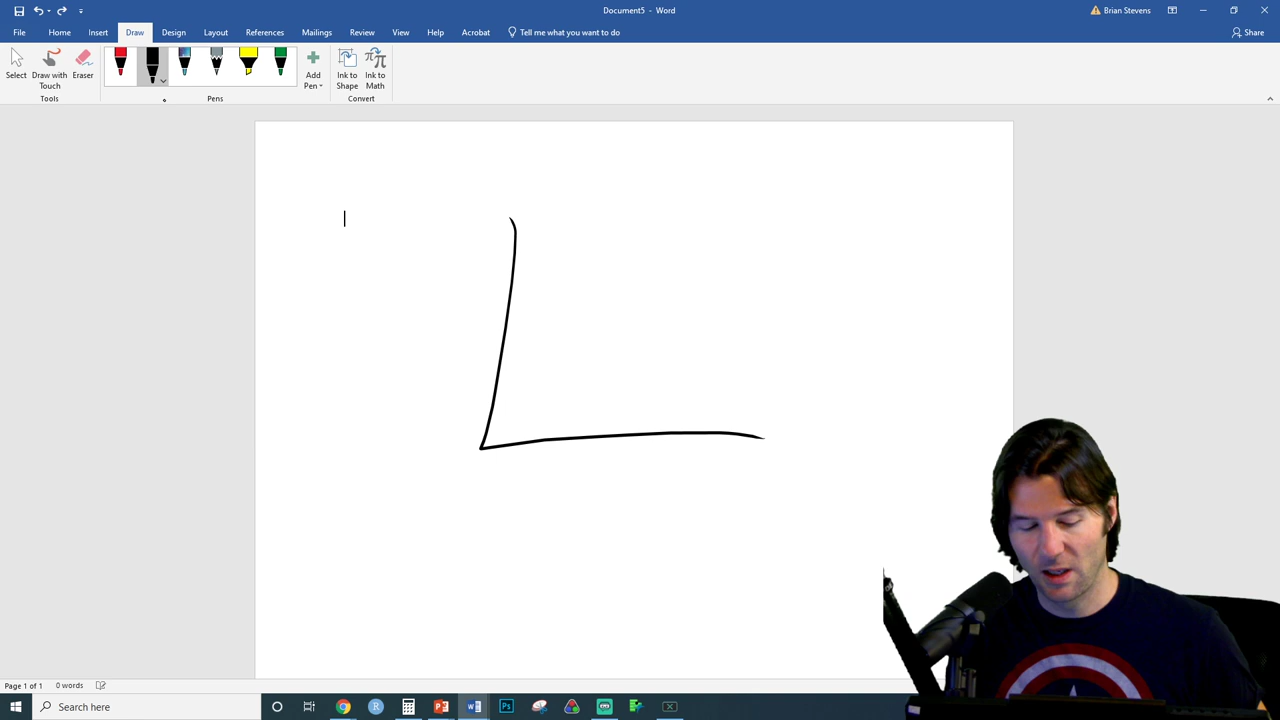 Document5 - Word
Brian Stevens
File Home Insert Draw Design Layout References Mailings Review View Help Acrobat Tell me what you want to do Share
Select
Draw with Touch
Eraser
Add Pen
Ink to Shape
Ink to Math
Tools Pens Convert
Page 1 of 1 0 words
Search here